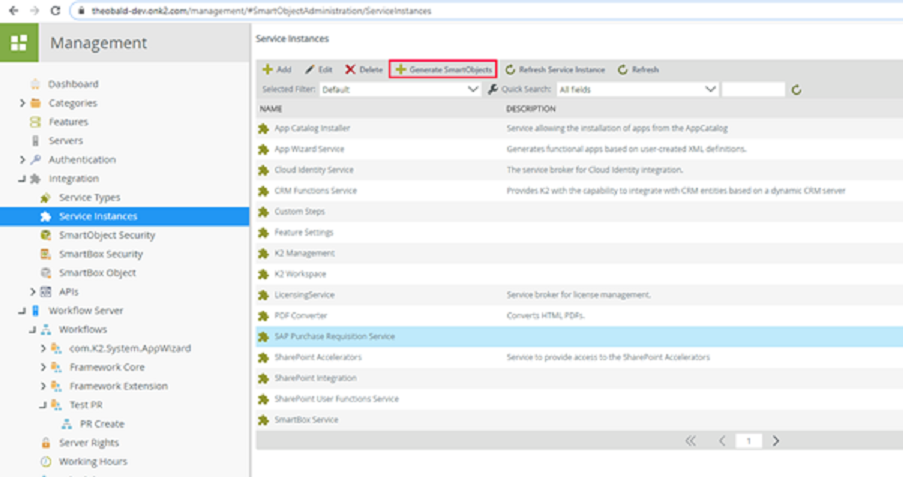 theobald-dev.onk2.com/management/#SmartObjectAdministration/ServiceInstances
Management
Dashboard
Categories
Features
Servers
Authentication
Integration
Service Types
Service Instances
SmartObject Security
SmartBox Security
SmartBox Object
APIs
Workflow Server
Workflows
com.K2.System.AppWizard
Framework Core
Framework Extension
Test PR
PR Create
Server Rights
Working Hours
Service Instances
Add Edit Delete Generate SmartObjects Refresh Service Instance Refresh
Selected Filter: Default Quick Search: All fields
NAME DESCRIPTION
App Catalog Installer Service allowing the installation of apps from the AppCatalog
App Wizard Service Generates functional apps based on user-created XML definitions.
Cloud Identity Service The service broker for Cloud Identity integration.
CRM Functions Service Provides K2 with the capability to integrate with CRM entities based on a dynamic CRM server
Custom Steps
Feature Settings
K2 Management
K2 Workspace
LicensingService Service broker for license management.
PDF Converter Converts HTML PDFs.
SAP Purchase Requisition Service
SharePoint Accelerators Service to provide access to the SharePoint Accelerators
SharePoint Integration
SharePoint User Functions Service
SmartBox Service
1